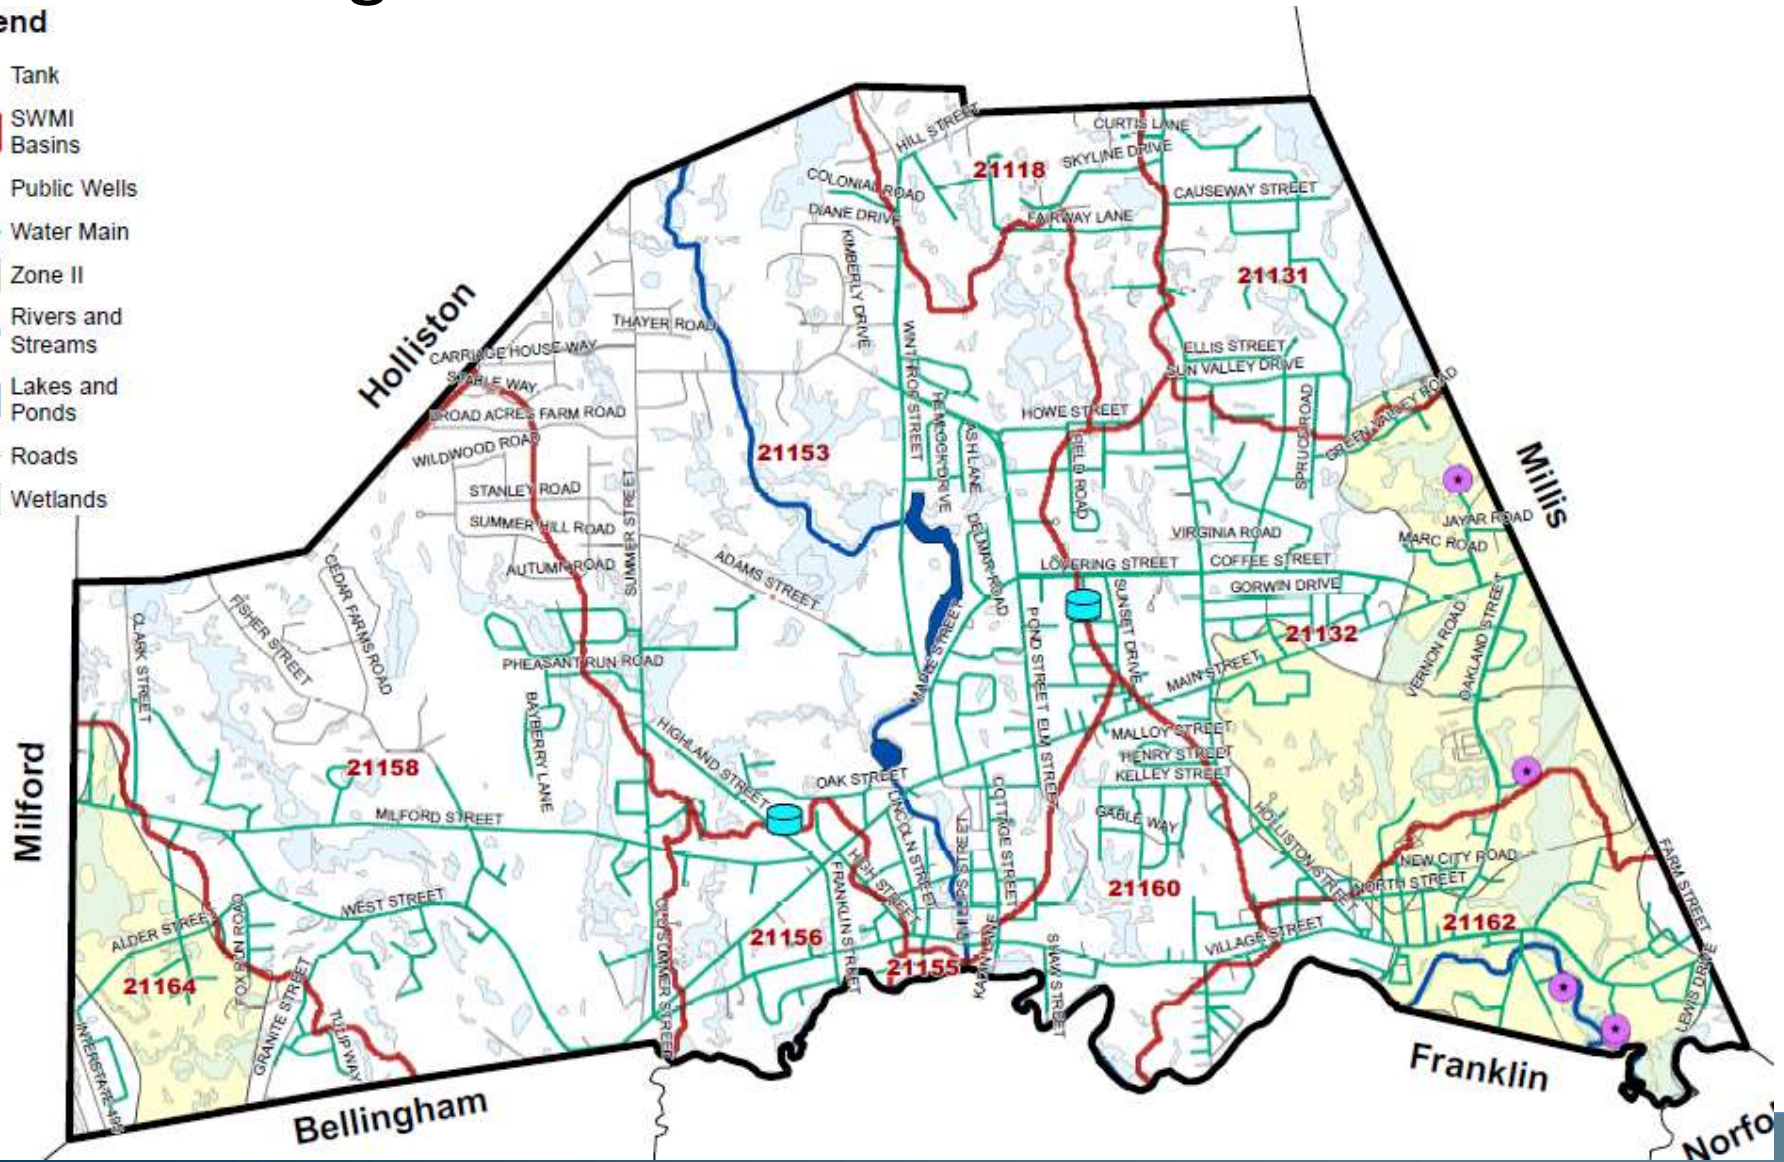 g
end
Tank
SWMI
Basins
Public Wells
Water Main
Zone II
Rivers and
Streams
Lakes and
Ponds
Roads
Wetlands
Holliston
Milford
Bellingham
Franklin
Millis
Norfo
21118
21131
21153
21132
21158
21160
21156
21155
21162
21164
HILL STREET
CURTIS LANE
SKYLINE DRIVE
COLONIAL ROAD
CAUSEWAY STREET
DIANE DRIVE
FAIRWAY LANE
KIMBERLY DRIVE
THAYER ROAD
CARRIAGE HOUSE WAY
STABLE WAY
BROAD ACRES FARM ROAD
WILDWOOD ROAD
STANLEY ROAD
SUMMER HILL ROAD
AUTUMN ROAD
SUMMER STREET
WINTHROP STREET
HEMLOCK DRIVE
ASH LANE
DELMAR ROAD
ELLIS STREET
SUN VALLEY DRIVE
HOWE STREET
FIELD ROAD
SPRUCE ROAD
GREEN VALLEY ROAD
VIRGINIA ROAD
JAYAR ROAD
MARC ROAD
LOVERING STREET
COFFEE STREET
GORWIN DRIVE
ADAMS STREET
CEDAR FARMS ROAD
FISHER STREET
CLARK STREET
SUNSET DRIVE
POND STREET
ELM STREET
MAPLE STREET
MAIN STREET
VERNON ROAD
OAKLAND STREET
PHEASANT RUN ROAD
BAYBERRY LANE
HIGHLAND STREET
MALLOY STREET
HENRY STREET
KELLEY STREET
OAK STREET
LINCOLN STREET
COTTAGE STREET
GABLE WAY
HOLLISTON STREET
MILFORD STREET
NEW CITY ROAD
NORTH STREET
FARM STREET
HIGH STREET
FRANKLIN STREET
WEST STREET
ALDER STREET
FOX RUN ROAD
VILLAGE STREET
SHAW STREET
LEWIS DRIVE
GRANITE STREET
TULIP WAY
INTERSTATE 495